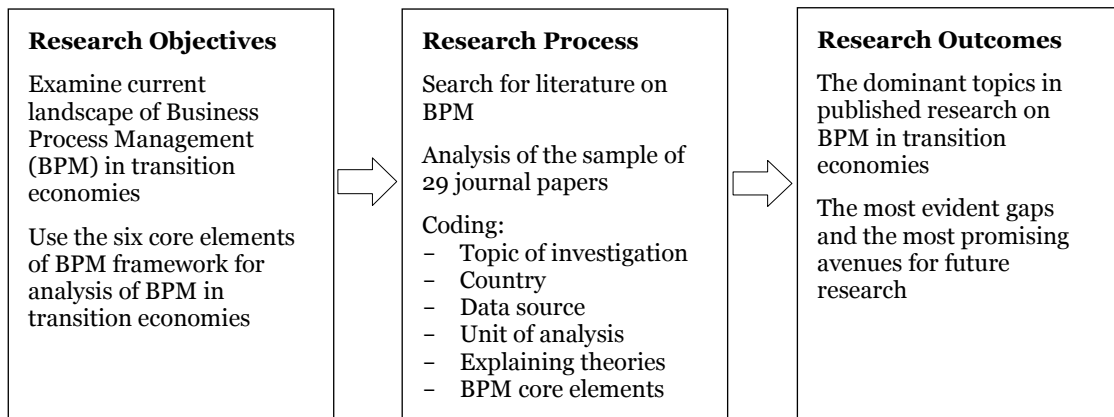 Research Objectives
Examine current
landscape of Business
Process Management
(BPM) in transition
economies
Use the six core elements
of BPM framework for
analysis of BPM in
transition economies
Research Process
Search for literature on
BPM
Analysis of the sample of
29 journal papers
Coding:
– Topic of investigation
– Country
– Data source
– Unit of analysis
– Explaining theories
– BPM core elements
Research Outcomes
The dominant topics in
published research on
BPM in transition
economies
The most evident gaps
and the most promising
avenues for future
research